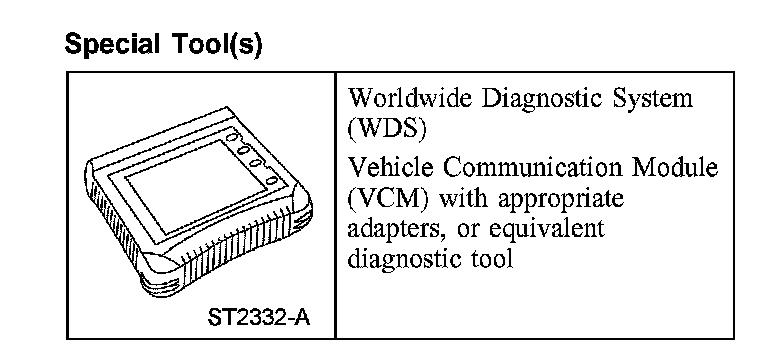 Special Tool(s)
ST2332-A
Worldwide Diagnostic System
(WDS)
Vehicle Communication Module
(VCM) with appropriate
adapters, or equivalent
diagnostic tool